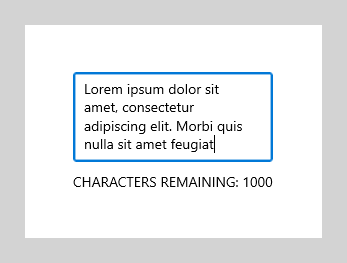 Lorem ipsum dolor sit
amet, consectetur
adipiscing elit. Morbi quis
nulla sit amet feugiat
CHARACTERS REMAINING: 1000